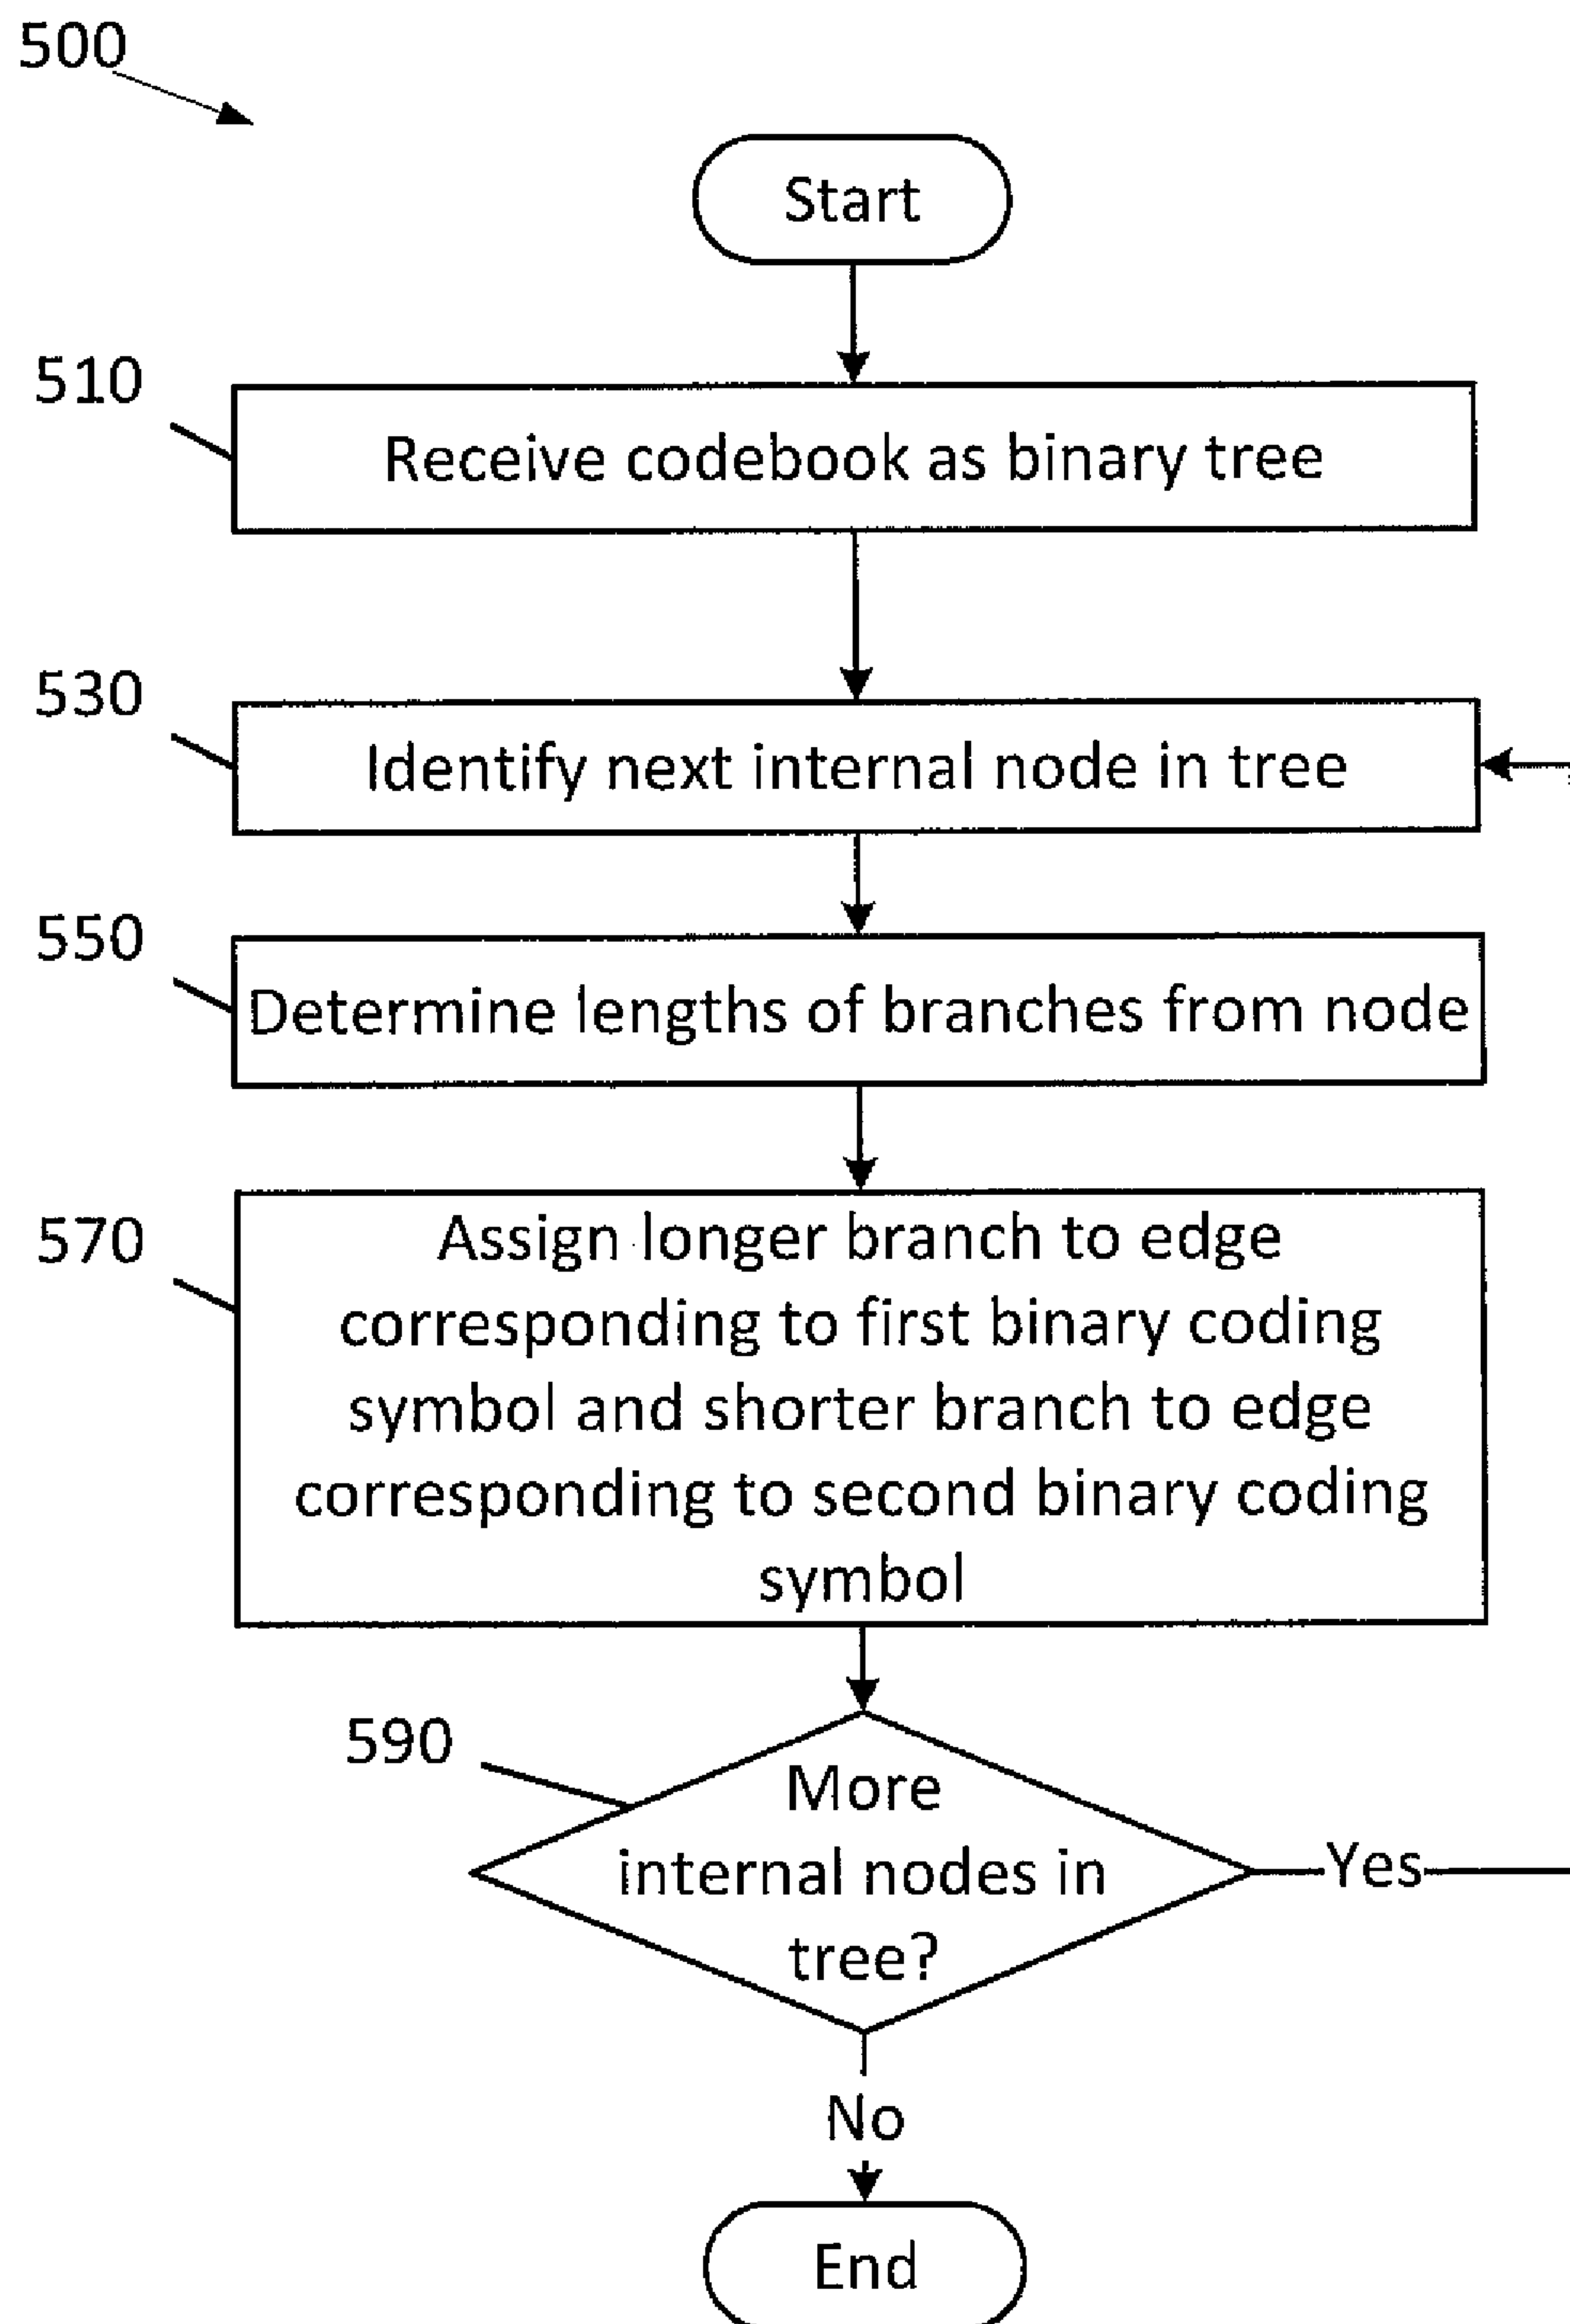 500
Start
510
Receive codebook as binary tree
530
Identify next internal node in tree
550
Determine lengths of branches from node
570
Assign longer branch to edge
corresponding to first binary coding
symbol and shorter branch to edge
corresponding to second binary coding
symbol
590
More
internal nodes in
tree?
Yes
No
End